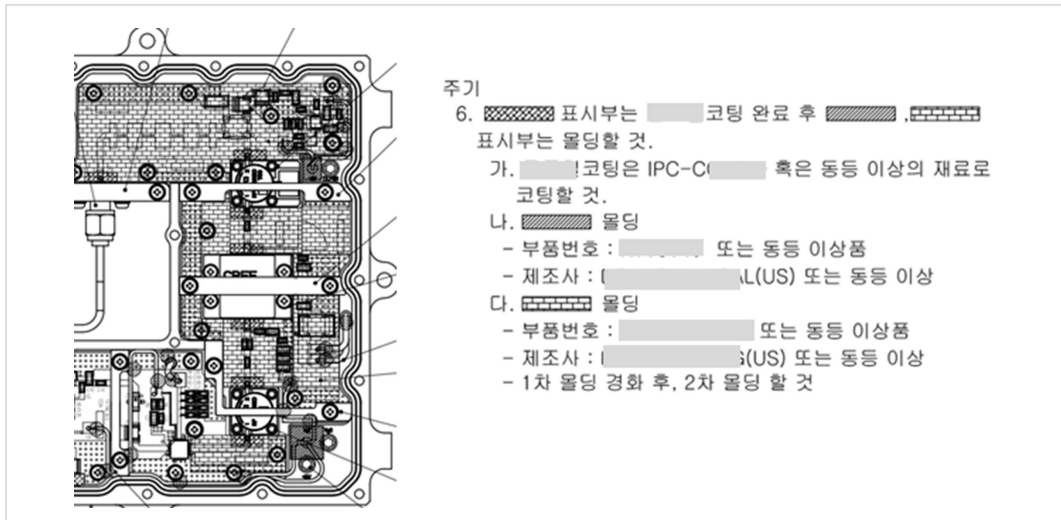 주기
6. 표시부는 코팅 완료 후 ,
표시부는 몰딩할 것.
가. 코팅은 IPC-C 혹은 동등 이상의 재료로
코팅할 것.
나. 몰딩
- 부품번호 : 또는 동등 이상품
- 제조사 : AL(US) 또는 동등 이상
다. 몰딩
- 부품번호 : 또는 동등 이상품
- 제조사 : G(US) 또는 동등 이상
- 1차 몰딩 경화 후, 2차 몰딩 할 것